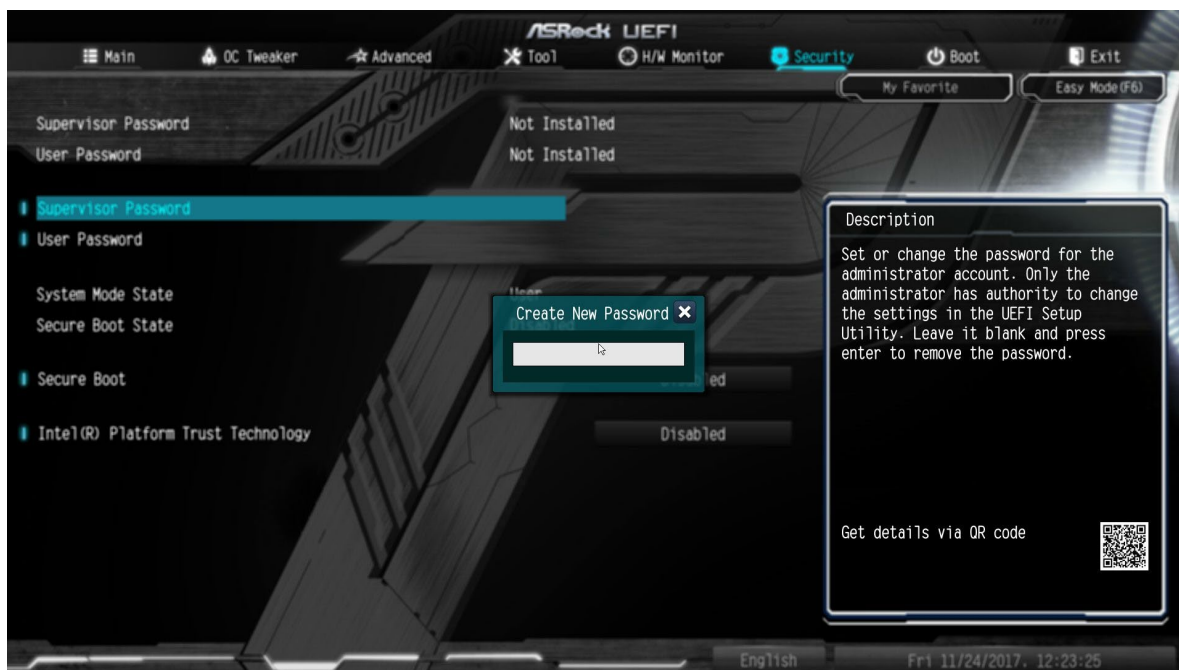 ASRock UEFI
Main OC Tweaker Advanced Tool H/W Monitor Security Boot Exit
My Favorite Easy Mode(F6)
Supervisor Password Not Installed
User Password Not Installed
Supervisor Password
User Password
System Mode State User
Secure Boot State Disabled
Create New Password
Secure Boot Disabled
Intel(R) Platform Trust Technology Disabled
Description
Set or change the password for the
administrator account. Only the
administrator has authority to change
the settings in the UEFI Setup
Utility. Leave it blank and press
enter to remove the password.
Get details via QR code
English Fri 11/24/2017, 12:23:25